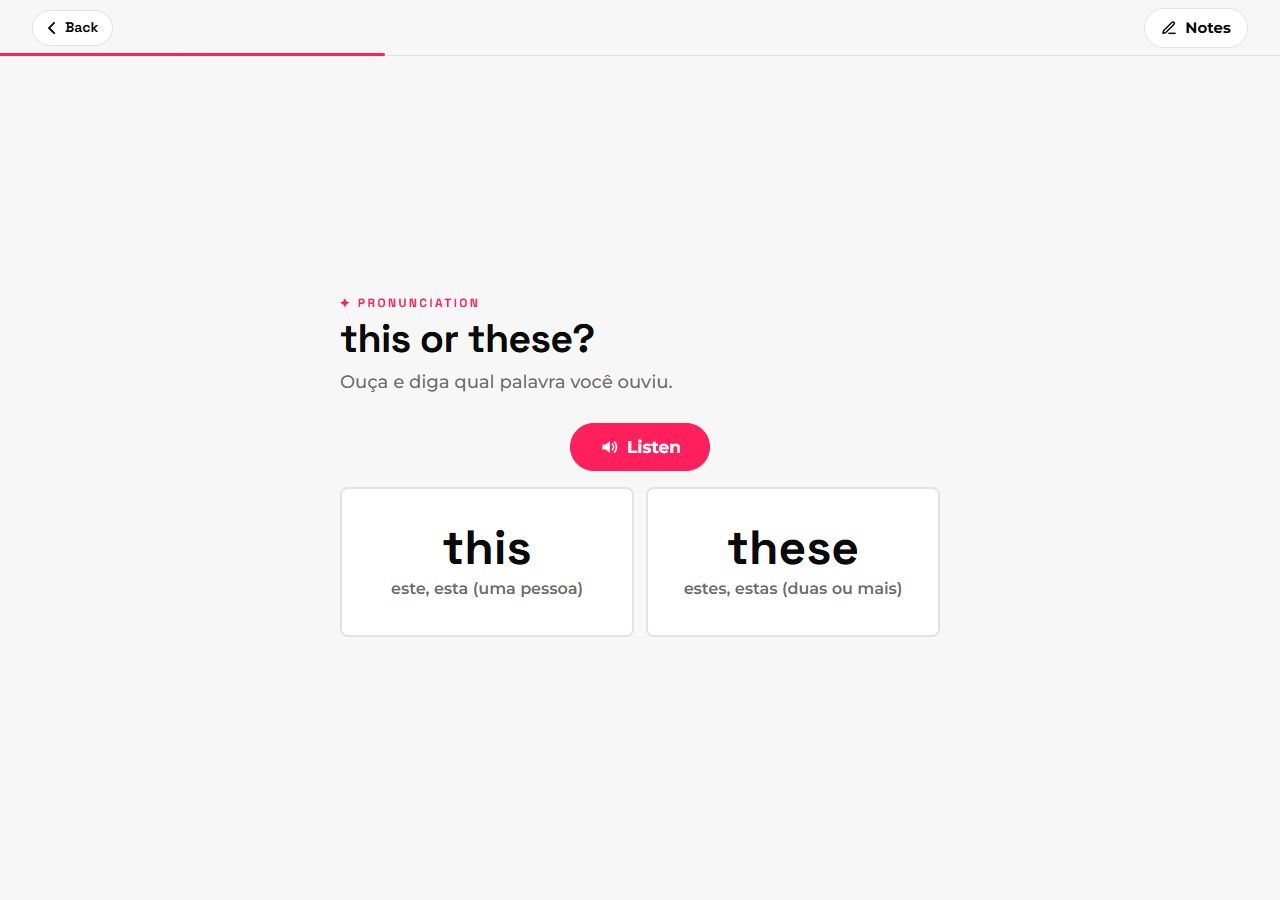 Back
Notes
PRONUNCIATION
this or these?
Ouça e diga qual palavra você ouviu.
Listen
this
este, esta (uma pessoa)
these
estes, estas (duas ou mais)